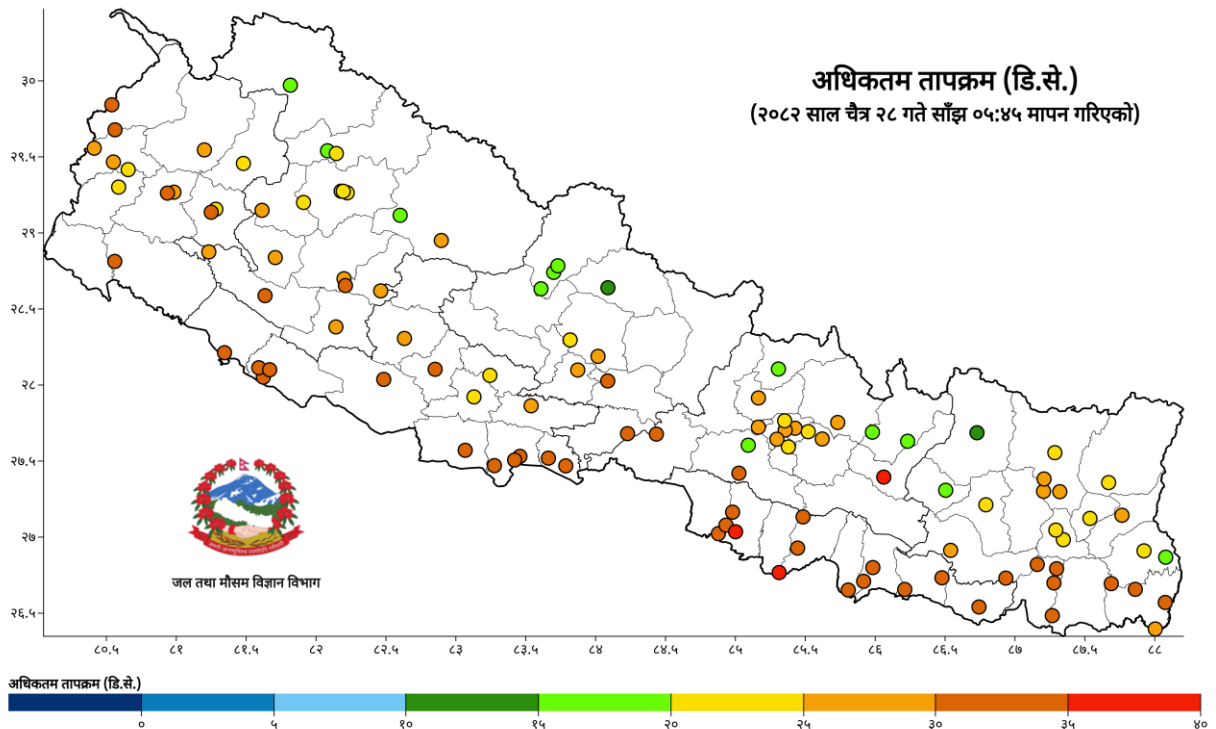 अधिकतम तापक्रम (डि.से.)
(२०८२ साल चैत्र २८ गते साँझ ०५:४५ मापन गरिएको)
३०
२९.५
२९
२८.५
२८
२७.५
२७
२६.५
जल तथा मौसम विज्ञान विभाग
८०.५ ८१ ८१.५ ८२ ८२.५ ८३ ८३.५ ८४ ८४.५ ८५ ८५.५ ८६ ८६.५ ८७ ८७.५ ८८
अधिकतम तापक्रम (डि.से.)
० ५ १० १५ २० २५ ३० ३५ ४०